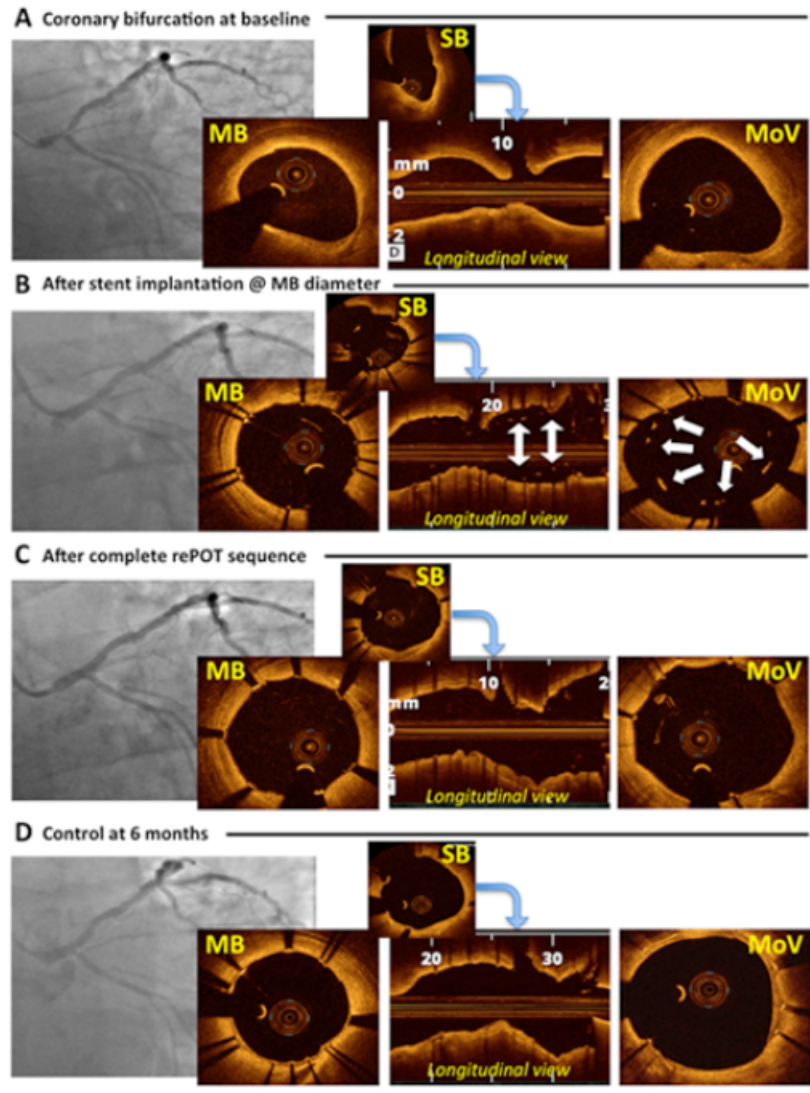 A Coronary bifurcation at baseline
SB
MB
10
mm
0
2
D
Longitudinal view
MoV
B After stent implantation @ MB diameter
SB
MB
20
3
Longitudinal view
MoV
C After complete rePOT sequence
SB
MB
10
2
mm
0
2
Longitudinal view
MoV
D Control at 6 months
SB
MB
20
30
Longitudinal view
MoV